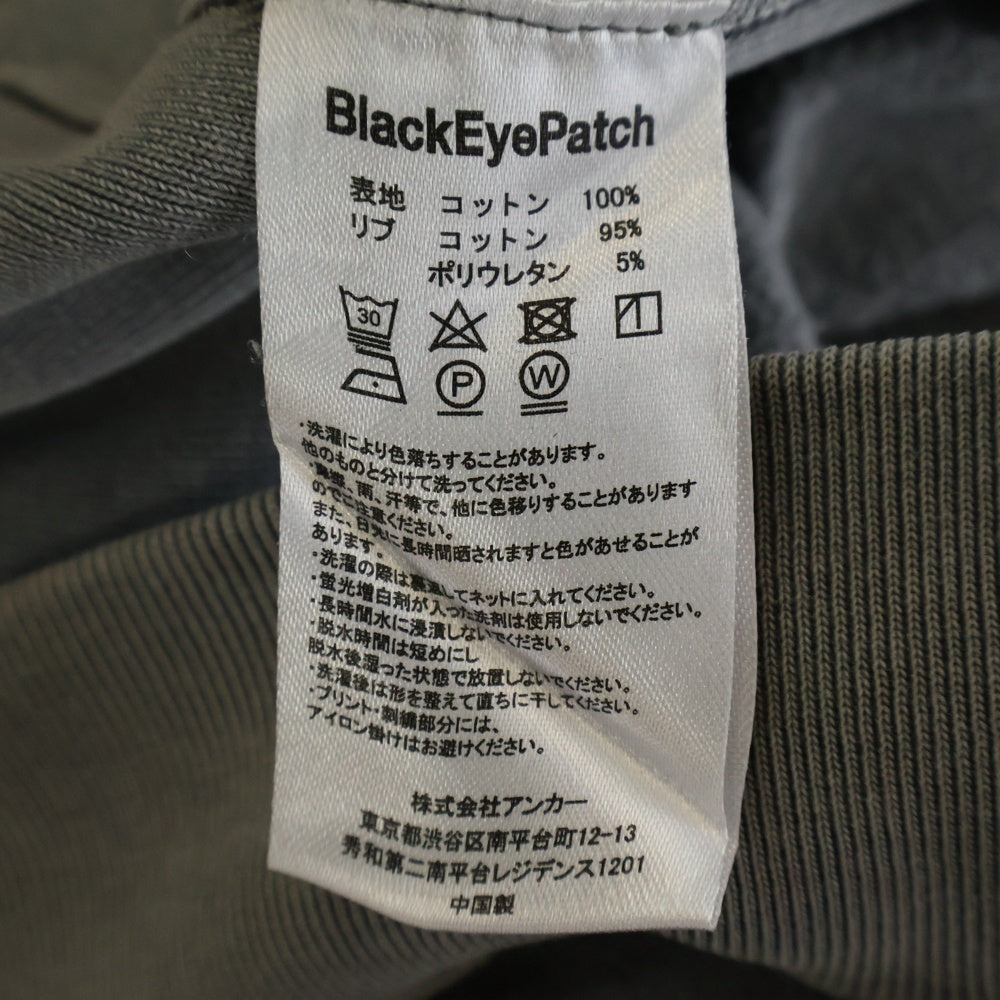 BlackEyePatch
表地 コットン 100%
リブ コットン 95%
ポリウレタン 5%
30
P W
・洗濯により色落ちすることがあります。
他のものと分けて洗ってください。
・摩擦、雨、汗等で、他に色移りすることがあります
のでご注意ください。
また、日光に長時間晒されますと色があせることが
あります。
・洗濯の際は裏返してネットに入れてください。
・蛍光増白剤が入った洗剤は使用しないでください。
・長時間水に浸漬しないでください。
・脱水時間は短めにし
脱水後湿った状態で放置しないでください。
・洗濯後は形を整えて直ちに干してください。
・プリント・刺繍部分には、
アイロン掛けはお避けください。
株式会社アンカー
東京都渋谷区南平台町12-13
秀和第二南平台レジデンス1201
中国製